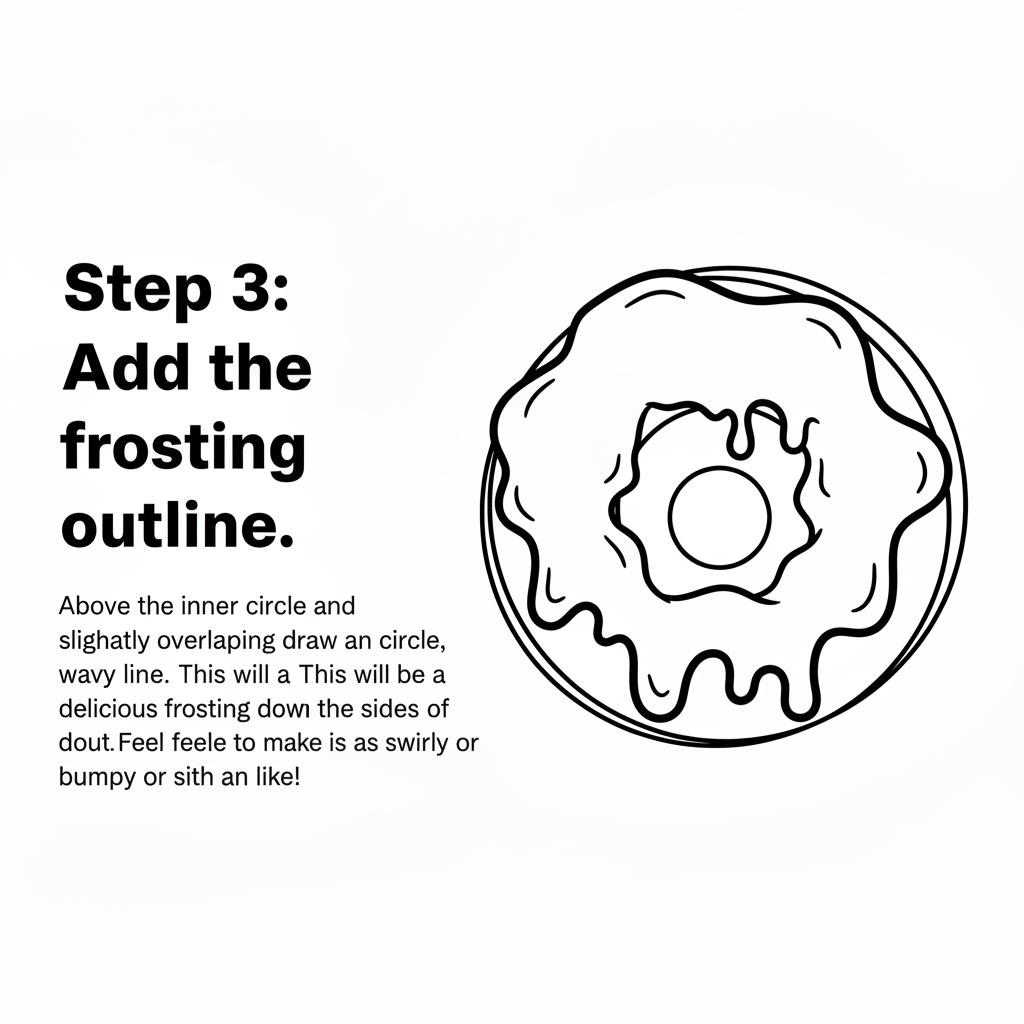 Step 3:
Add the
frosting
outline.
Above the inner circle and
slighatly overlaping draw an circle,
wavy line. This will a This will be a
delicious frosting down the sides of
dout. Feel feele to make is as swirly or
bumpy or sith an like!